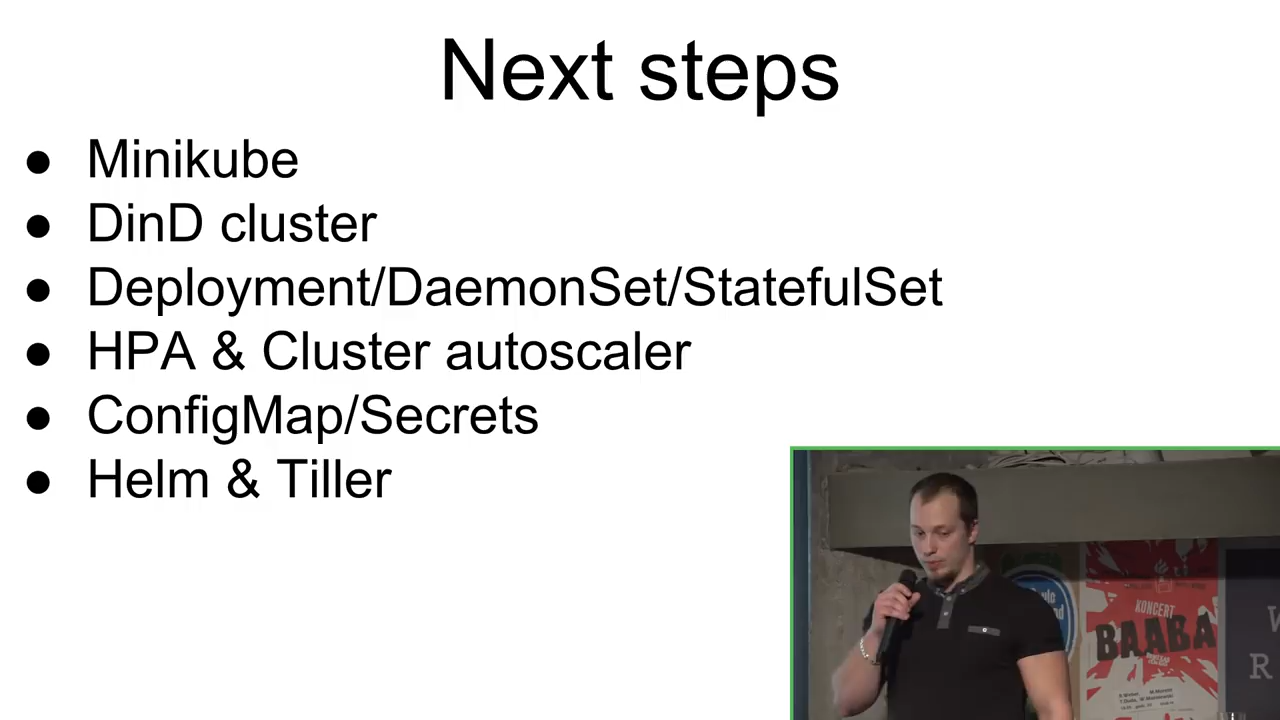 Next steps
● Minikube
● DinD cluster
● Deployment/DaemonSet/StatefulSet
● HPA & Cluster autoscaler
● ConfigMap/Secrets
● Helm & Tiller
KONCERT
BAABA